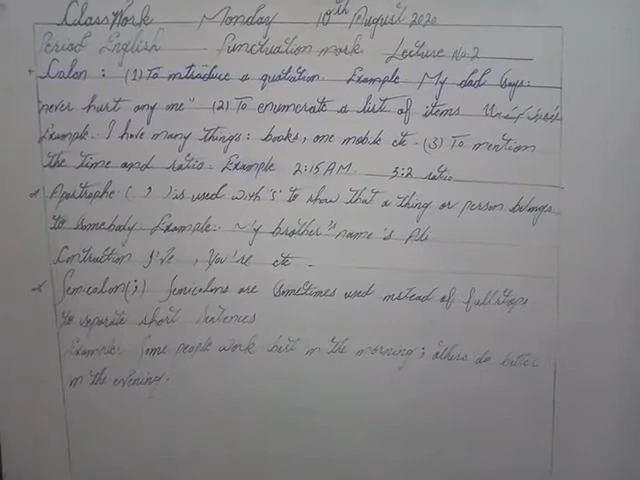 ClassWork Monday 10th August 2020
Period English Punctuation mark Lecture No:2
* Colon : (1) To introduce a quotation. Example My dad says:
never hurt any one" (2) To enumerate a list of items
Example. I have many things: books, one mobile etc. (3) To mention
the time and ratio. Example 2:15 AM. 3:2 ratio
* Apostrophe ( ' ) is used with "s" to show that a thing or person belongs
to somebody. Example:- My brother's name is Ali
Contraction I've , You're etc -
* Semicolon(;) Semicolons are sometimes used instead of full stops
to separate short sentences
Example: Some people work best in the morning; others do better
in the evening.